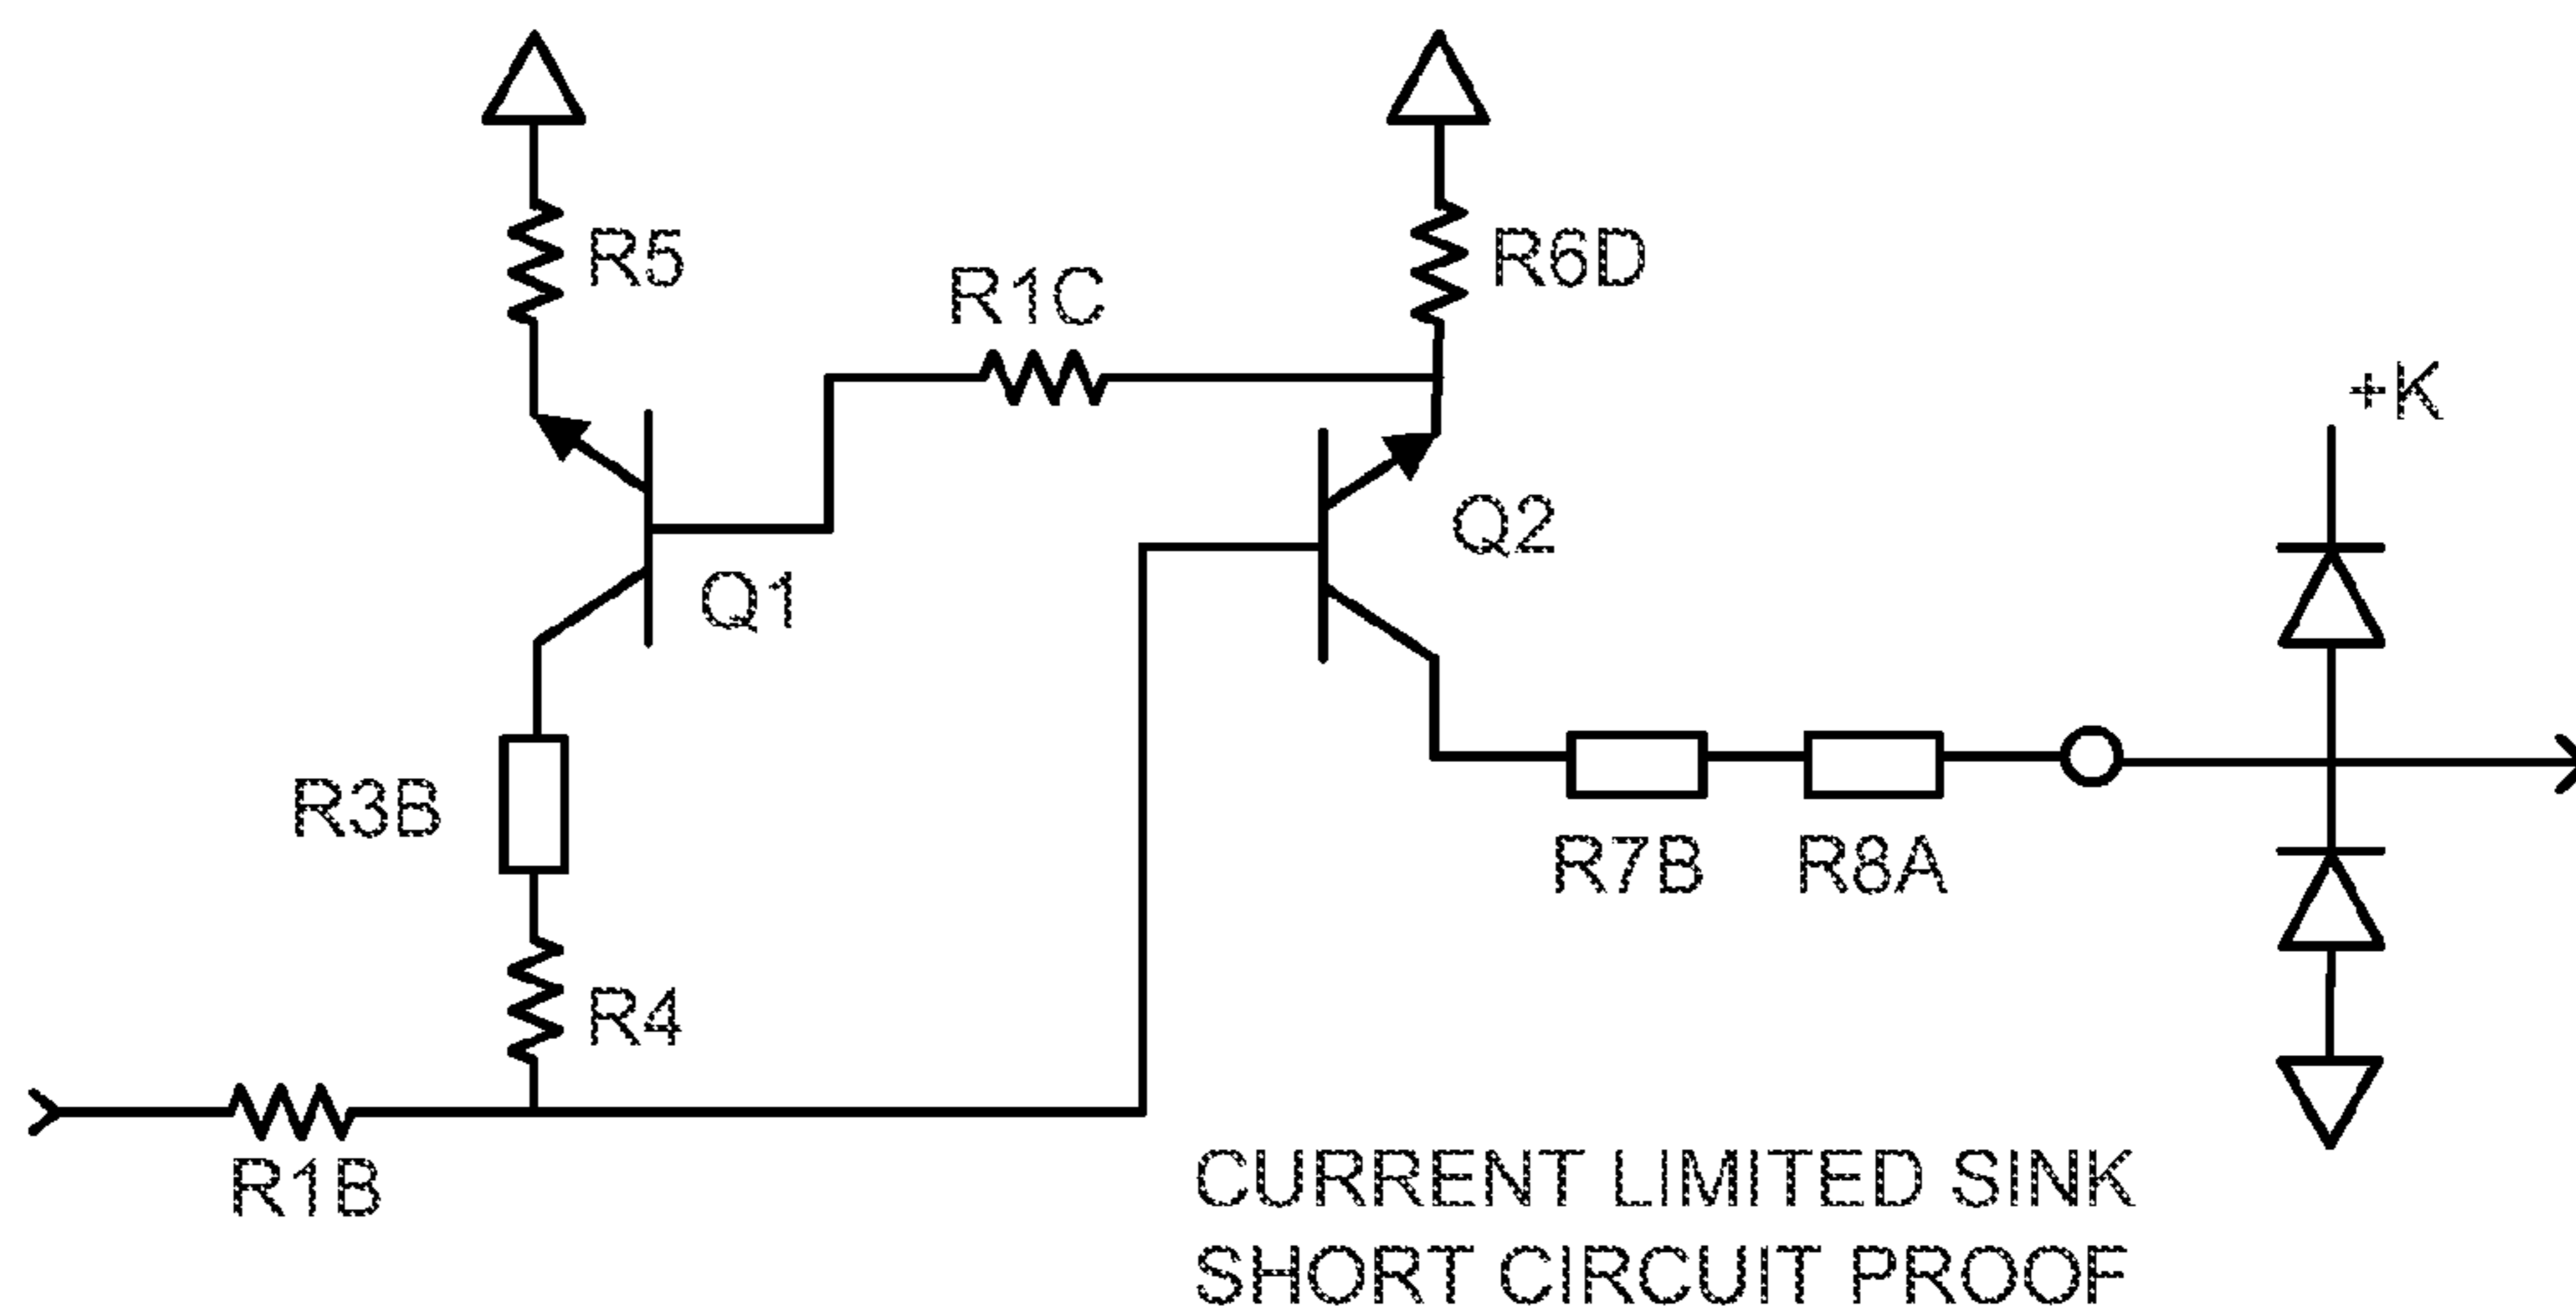 R5
R6D
R1C
+K
Q2
Q1
R3B
R7B
R8A
R4
R1B
CURRENT LIMITED SINK
SHORT CIRCUIT PROOF